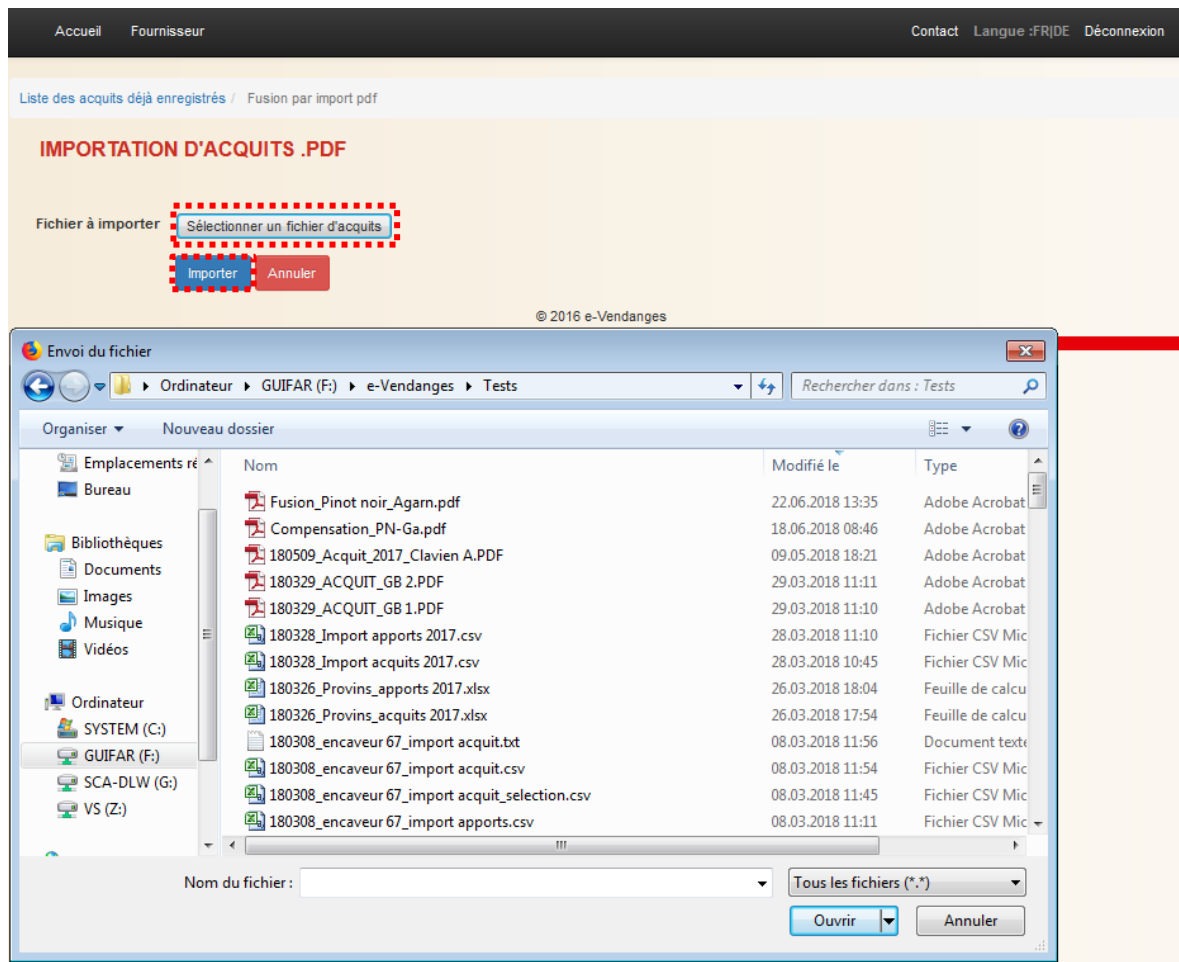 Accueil Fournisseur Contact Langue :FR|DE Déconnexion
Liste des acquits déjà enregistrés / Fusion par import pdf
IMPORTATION D'ACQUITS .PDF
Fichier à importer Sélectionner un fichier d'acquits
Importer Annuler
© 2016 e-Vendanges
Envoi du fichier
Ordinateur GUIFAR (F:) e-Vendanges Tests Rechercher dans : Tests
Organiser Nouveau dossier
Emplacements ré Nom Modifié le Type
Bureau
Fusion_Pinot noir_Agarn.pdf 22.06.2018 13:35 Adobe Acrobat
Compensation_PN-Ga.pdf 18.06.2018 08:46 Adobe Acrobat
Bibliothèques
180509_Acquit_2017_Clavien A.PDF 09.05.2018 18:21 Adobe Acrobat
Documents
180329_ACQUIT_GB 2.PDF 29.03.2018 11:11 Adobe Acrobat
Images
180329_ACQUIT_GB 1.PDF 29.03.2018 11:10 Adobe Acrobat
Musique
180328_Import apports 2017.csv 28.03.2018 11:10 Fichier CSV Mic
Vidéos
180328_Import acquits 2017.csv 28.03.2018 10:45 Fichier CSV Mic
180326_Provins_apports 2017.xlsx 26.03.2018 18:04 Feuille de calcu
Ordinateur
180326_Provins_acquits 2017.xlsx 26.03.2018 17:54 Feuille de calcu
SYSTEM (C:)
180308_encaveur 67_import acquit.txt 08.03.2018 11:56 Document texte
GUIFAR (F:)
180308_encaveur 67_import acquit.csv 08.03.2018 11:54 Fichier CSV Mic
SCA-DLW (G:)
180308_encaveur 67_import acquit_selection.csv 08.03.2018 11:45 Fichier CSV Mic
VS (Z:)
180308_encaveur 67_import apports.csv 08.03.2018 11:11 Fichier CSV Mic
Nom du fichier : Tous les fichiers (*.*)
Ouvrir Annuler